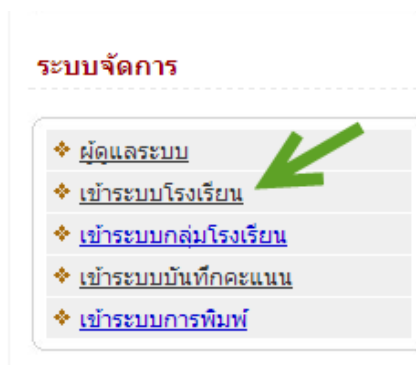 ระบบจัดการ
ผู้ดูแลระบบ
เข้าระบบโรงเรียน
เข้าระบบกลุ่มโรงเรียน
เข้าระบบบันทึกคะแนน
เข้าระบบการพิมพ์